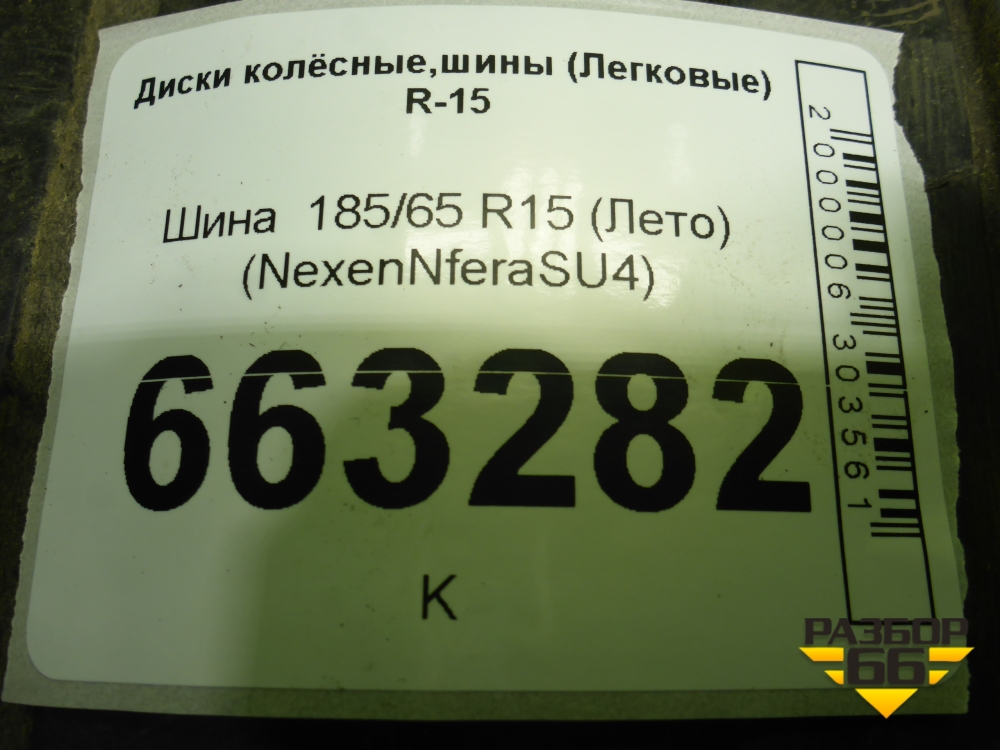 Диски колёсные,шины (Легковые)
R-15
Шина 185/65 R15 (Лето)
(NexenNferaSU4)
663282
К
2000006303561
РАЗБОР
66